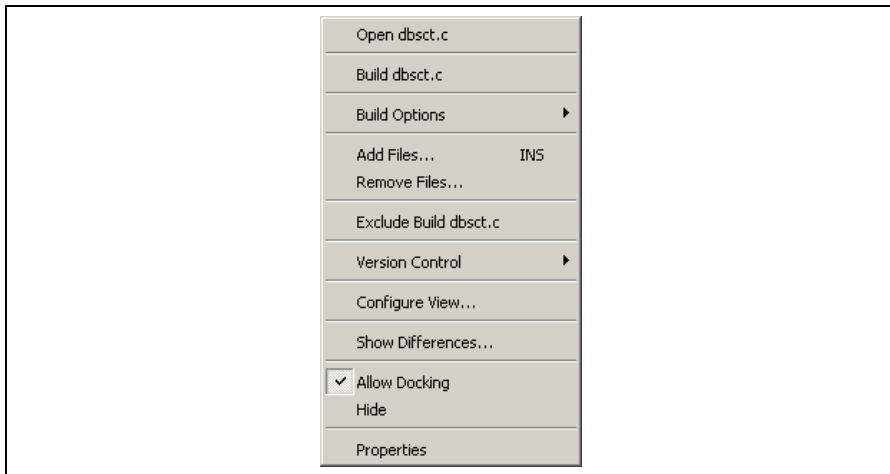 Open dbsct.c
Build dbsct.c
Build Options
Add Files... INS
Remove Files...
Exclude Build dbsct.c
Version Control
Configure View...
Show Differences...
Allow Docking
Hide
Properties